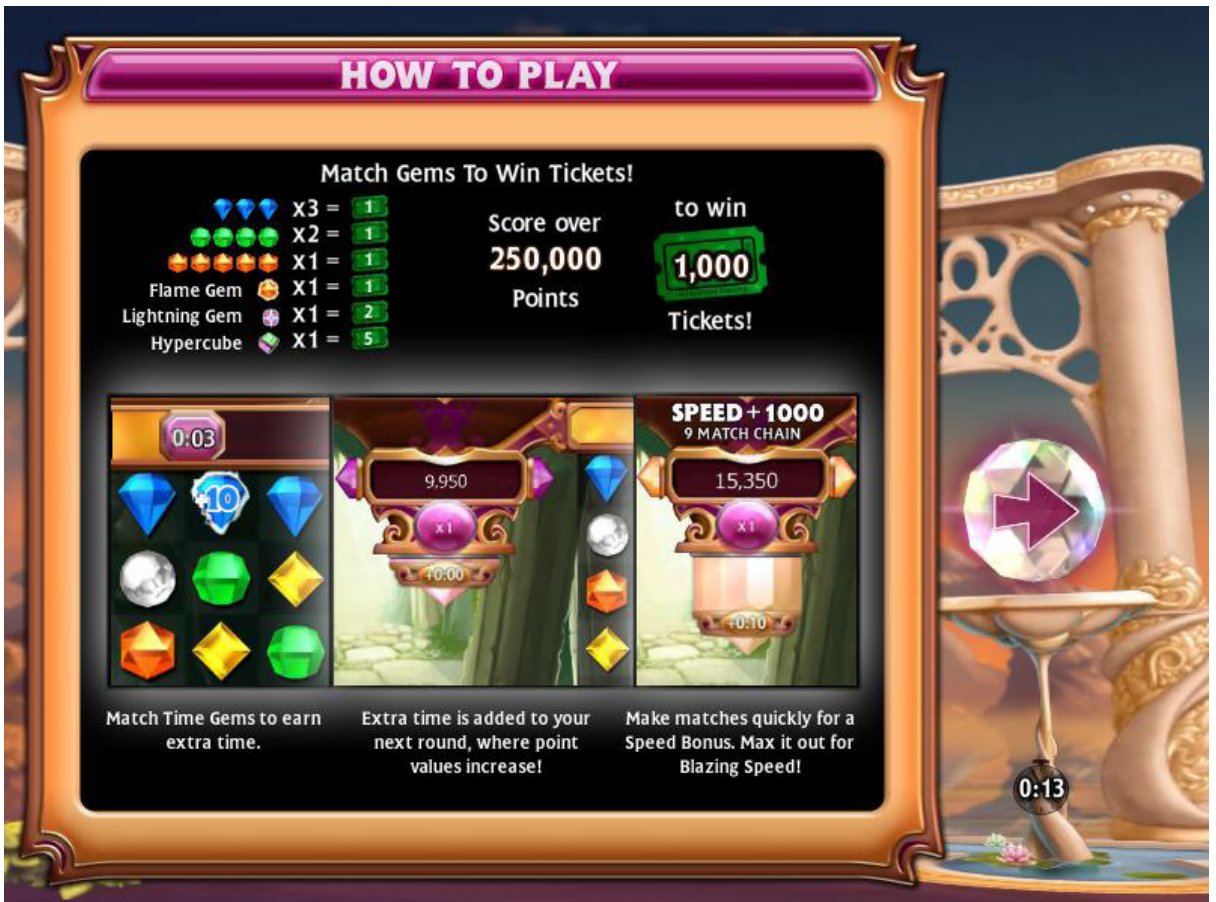 HOW TO PLAY
Match Gems To Win Tickets!
x3 = 1
x2 = 1
x1 = 1
Flame Gem x1 = 1
Lightning Gem x1 = 2
Hypercube x1 = 5
Score over
250,000
Points
to win
1,000
Tickets!
0:03
+10
9,950
x1
+0:00
SPEED+1000
9 MATCH CHAIN
15,350
x1
+0:10
Match Time Gems to earn
extra time.
Extra time is added to your
next round, where point
values increase!
Make matches quickly for a
Speed Bonus. Max it out for
Blazing Speed!
0:13